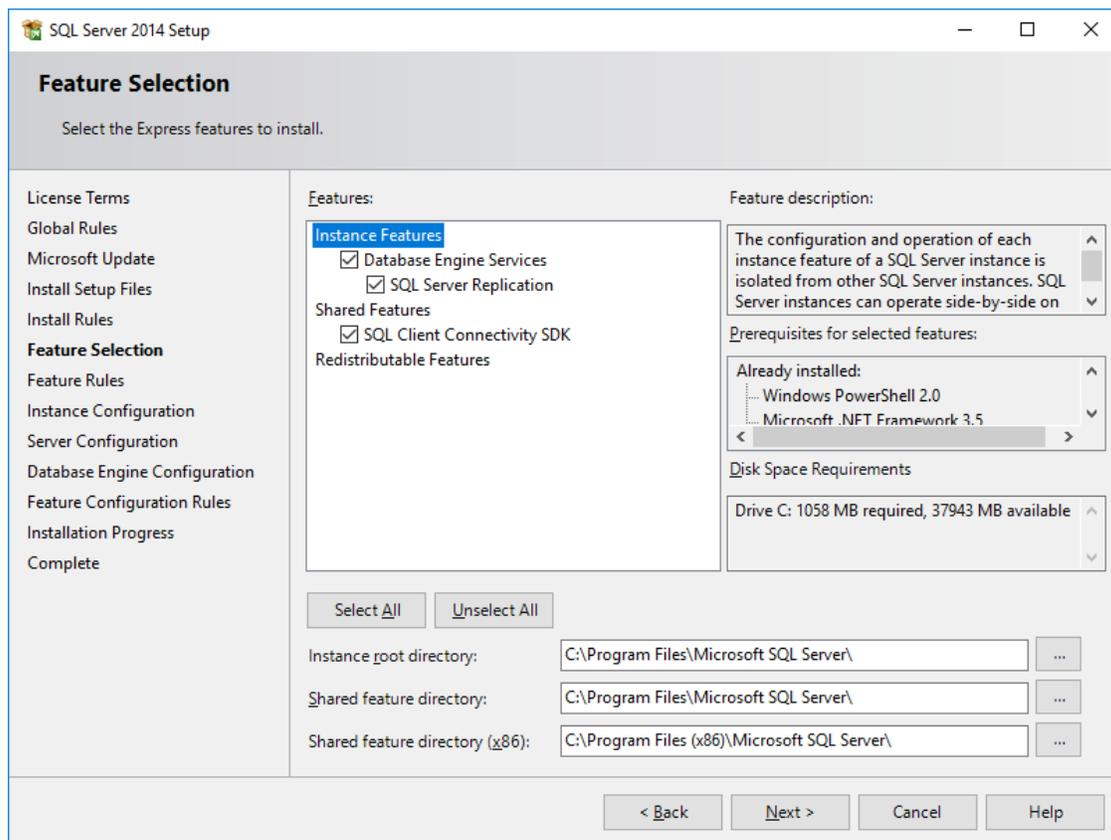 SQL Server 2014 Setup
Feature Selection
Select the Express features to install.
License Terms
Global Rules
Microsoft Update
Install Setup Files
Install Rules
Feature Selection
Feature Rules
Instance Configuration
Server Configuration
Database Engine Configuration
Feature Configuration Rules
Installation Progress
Complete
Features:
Instance Features
Database Engine Services
SQL Server Replication
Shared Features
SQL Client Connectivity SDK
Redistributable Features
Feature description:
The configuration and operation of each
instance feature of a SQL Server instance is
isolated from other SQL Server instances. SQL
Server instances can operate side-by-side on
Prerequisites for selected features:
Already installed:
Windows PowerShell 2.0
Microsoft .NET Framework 3.5
Disk Space Requirements
Drive C: 1058 MB required, 37943 MB available
Select All
Unselect All
Instance root directory:
C:\Program Files\Microsoft SQL Server\
...
Shared feature directory:
C:\Program Files\Microsoft SQL Server\
...
Shared feature directory (x86):
C:\Program Files (x86)\Microsoft SQL Server\
...
< Back
Next >
Cancel
Help